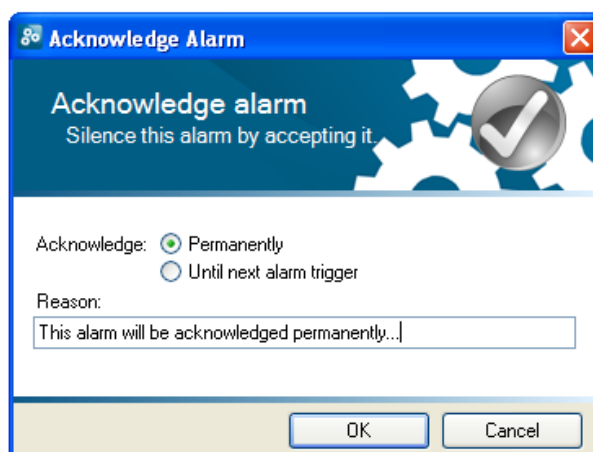 Acknowledge Alarm
Acknowledge alarm
Silence this alarm by accepting it.
Acknowledge: Permanently
Until next alarm trigger
Reason:
This alarm will be acknowledged permanently...
OK Cancel